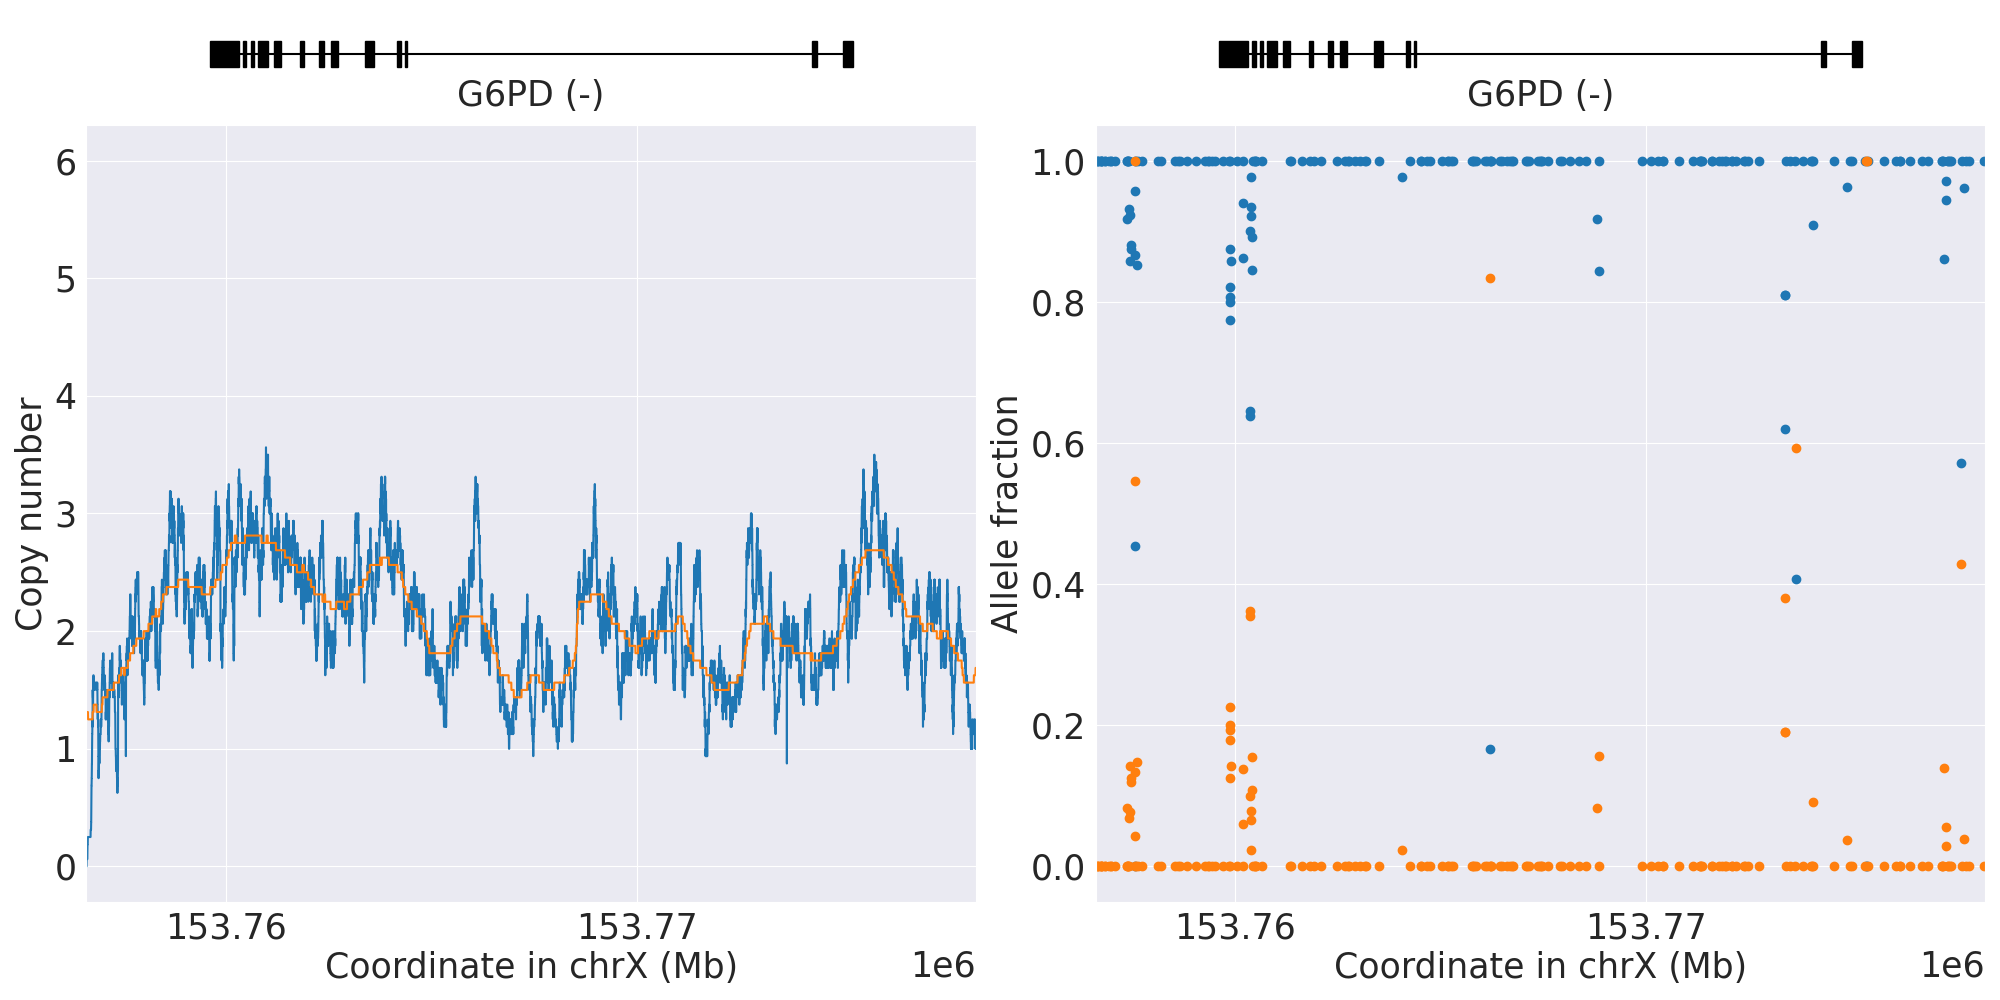 G6PD (-)
6
5
4
3
2
1
0
Copy number
153.76
153.77
Coordinate in chrX (Mb)
1e6
G6PD (-)
1.0
0.8
0.6
0.4
0.2
0.0
Allele fraction
153.76
153.77
Coordinate in chrX (Mb)
1e6